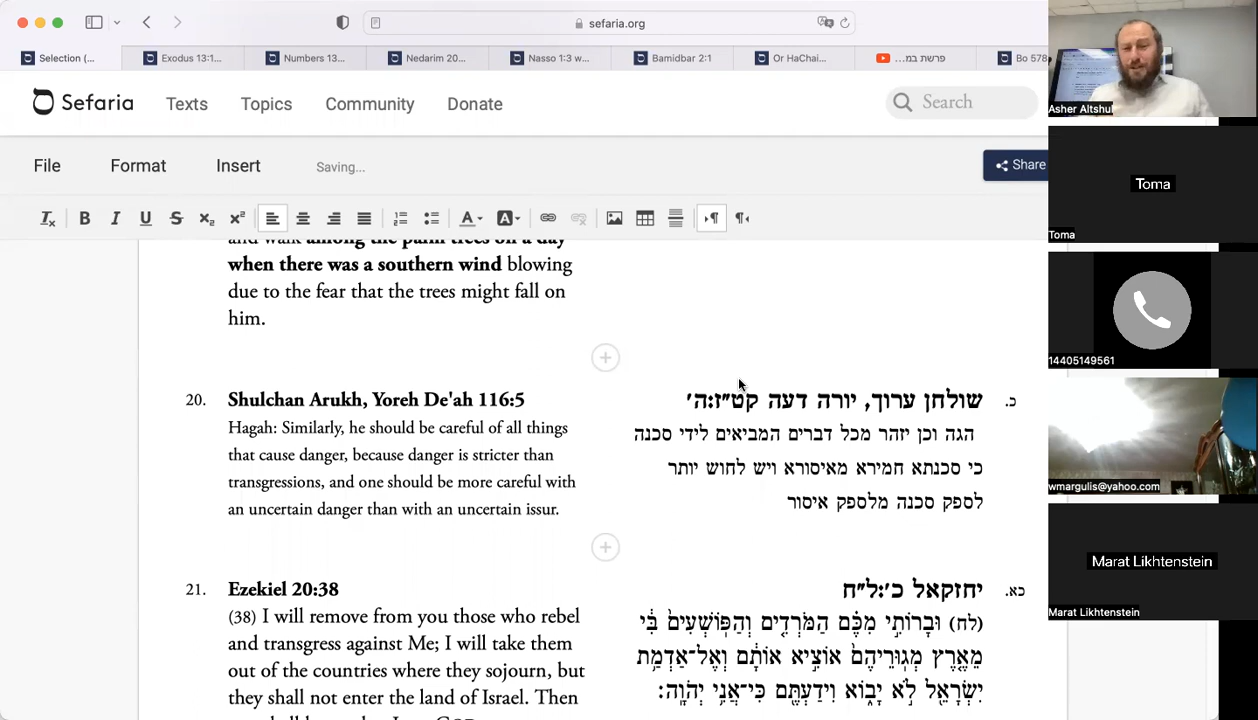 sefaria.org
Selection (...
Exodus 13:1...
Numbers 13...
Nedarim 20...
Nasso 1:3 w...
Bamidbar 2:1
Or HaChai...
פרשת במ...
Bo 578
Sefaria
Texts
Topics
Community
Donate
Search
File
Format
Insert
Saving...
Share
when there was a southern wind blowing
due to the fear that the trees might fall on
him.
20.
Shulchan Arukh, Yoreh De'ah 116:5
Hagah: Similarly, he should be careful of all things
that cause danger, because danger is stricter than
transgressions, and one should be more careful with
an uncertain danger than with an uncertain issur.
כ.
שולחן ערוך, יורה דעה קט״ז:ה׳
הגה וכן יזהר מכל דברים המביאים לידי סכנה
כי סכנתא חמירא מאיסורא ויש לחוש יותר
לספק סכנה מלספק איסור
21.
Ezekiel 20:38
(38) I will remove from you those who rebel
and transgress against Me; I will take them
out of the countries where they sojourn, but
they shall not enter the land of Israel. Then
כא.
יחזקאל כ׳:ל״ח
(לח) וּבָרוֹתִ֣י מִכֶּ֗ם הַמֹּרְדִ֤ים וְהַפּֽוֹשְׁעִים֙ בִּ֔י
מֵאֶ֤רֶץ מְגֽוּרֵיהֶם֙ אוֹצִ֣יא אוֹתָ֔ם וְאֶל־אַדְמַ֥ת
יִשְׂרָאֵ֖ל לֹ֣א יָב֑וֹא וִידַעְתֶּ֖ם כִּי־אֲנִ֥י יְהֹוָֽה׃
Asher Altshul
Toma
Toma
14405149561
wmargulis@yahoo.com
Marat Likhtenstein
Marat Likhtenstein